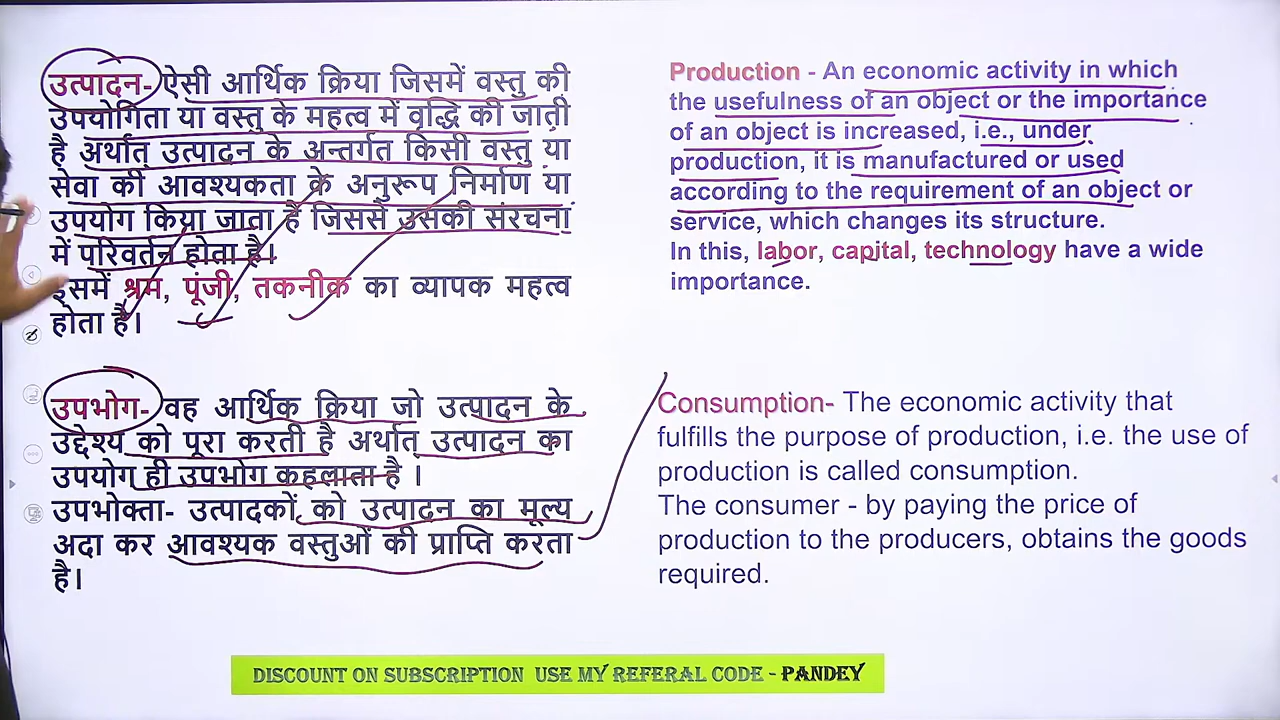 उत्पादन- ऐसी आर्थिक क्रिया जिसमें वस्तु की
उपयोगिता या वस्तु के महत्व में वृद्धि की जाती
है अर्थात् उत्पादन के अन्तर्गत किसी वस्तु या
सेवा की आवश्यकता के अनुरूप निर्माण या
उपयोग किया जाता है जिससे उसकी संरचना
में परिवर्तन होता है।
इसमें श्रम, पूंजी, तकनीक का व्यापक महत्व
होता है।
उपभोग- वह आर्थिक क्रिया जो उत्पादन के
उद्देश्य को पूरा करती है अर्थात् उत्पादन का
उपयोग ही उपभोग कहलाता है ।
उपभोक्ता- उत्पादकों को उत्पादन का मूल्य
अदा कर आवश्यक वस्तुओं की प्राप्ति करता
है।
Production - An economic activity in which
the usefulness of an object or the importance
of an object is increased, i.e., under
production, it is manufactured or used
according to the requirement of an object or
service, which changes its structure.
In this, labor, capital, technology have a wide
importance.
Consumption- The economic activity that
fulfills the purpose of production, i.e. the use of
production is called consumption.
The consumer - by paying the price of
production to the producers, obtains the goods
required.
DISCOUNT ON SUBSCRIPTION USE MY REFERAL CODE - PANDEY